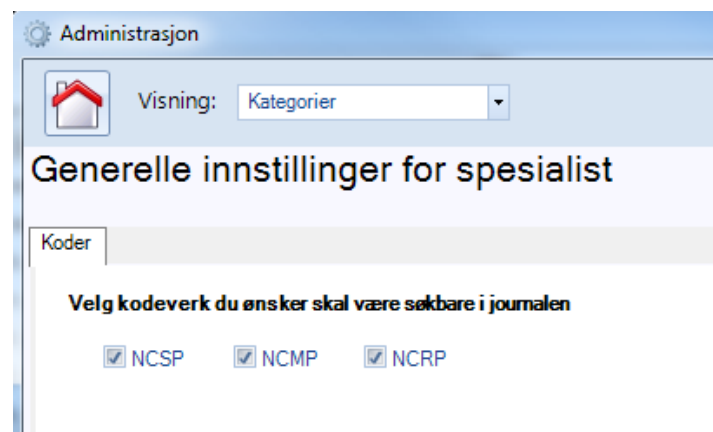 Administrasjon
Visning: Kategorier
Generelle innstillinger for spesialist
Koder
Velg kodeverk du ønsker skal være søkbare i journalen
NCSP NCMP NCRP